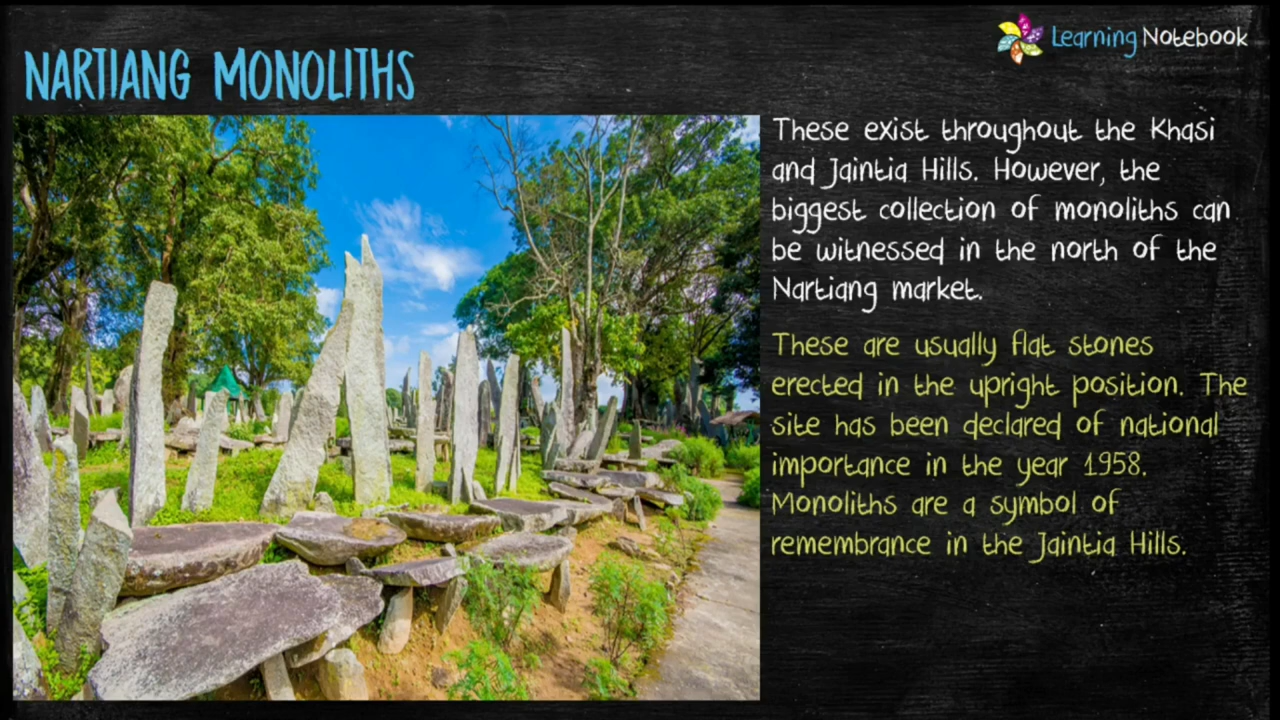 Learning Notebook
NARTIANG MONOLITHS
These exist throughout the Khasi
and Jaintia Hills. However, the
biggest collection of monoliths can
be witnessed in the north of the
Nartiang market.
These are usually flat stones
erected in the upright position. The
site has been declared of national
importance in the year 1958.
Monoliths are a symbol of
remembrance in the Jaintia Hills.